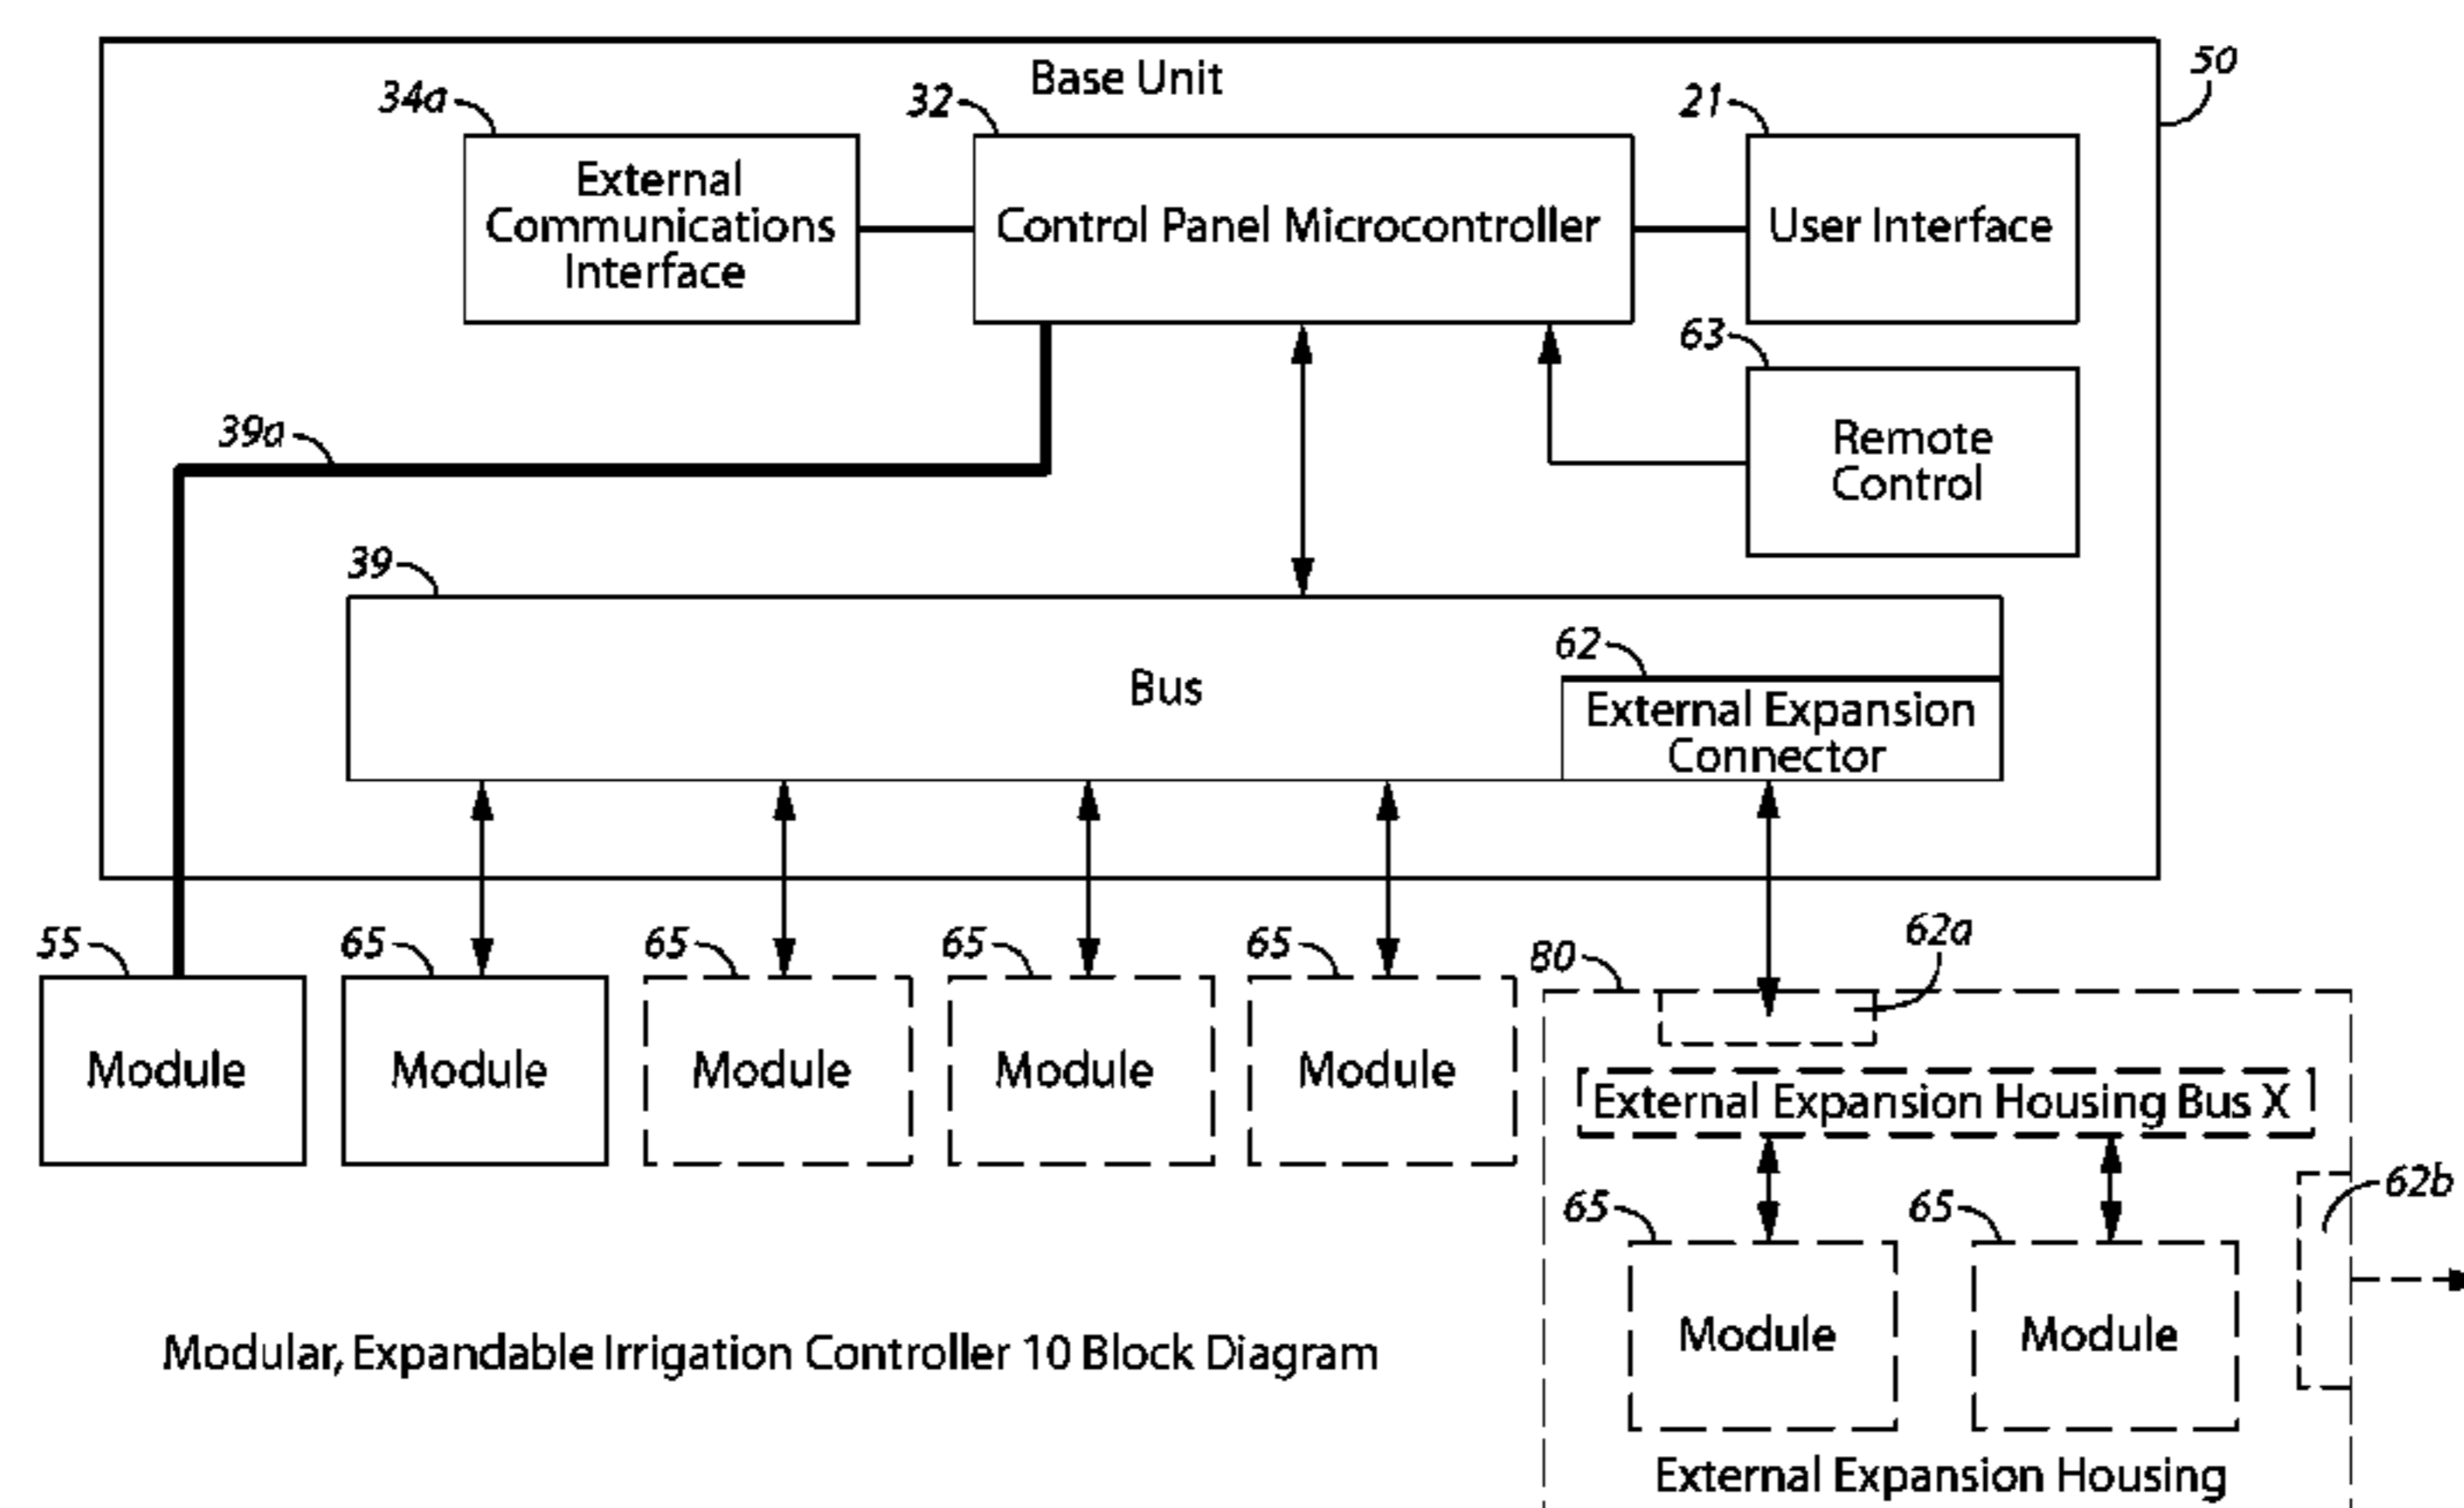 Base Unit
50
34a
32
21
External
Communications
Interface
Control Panel Microcontroller
User Interface
63
Remote
Control
39a
39
62
Bus
External Expansion
Connector
55
65
65
65
65
80
62a
Module
Module
Module
Module
Module
External Expansion Housing Bus X
62b
65
65
Module
Module
Modular, Expandable Irrigation Controller 10 Block Diagram
External Expansion Housing